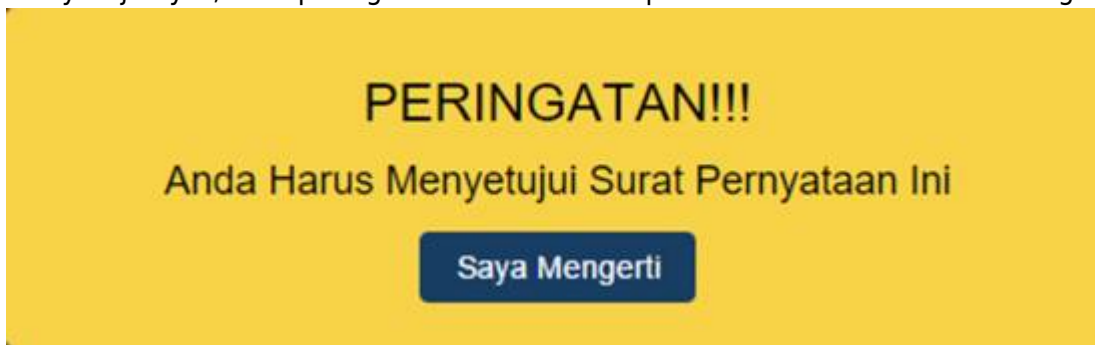 PERINGATAN!!!
Anda Harus Menyetujui Surat Pernyataan Ini
Saya Mengerti